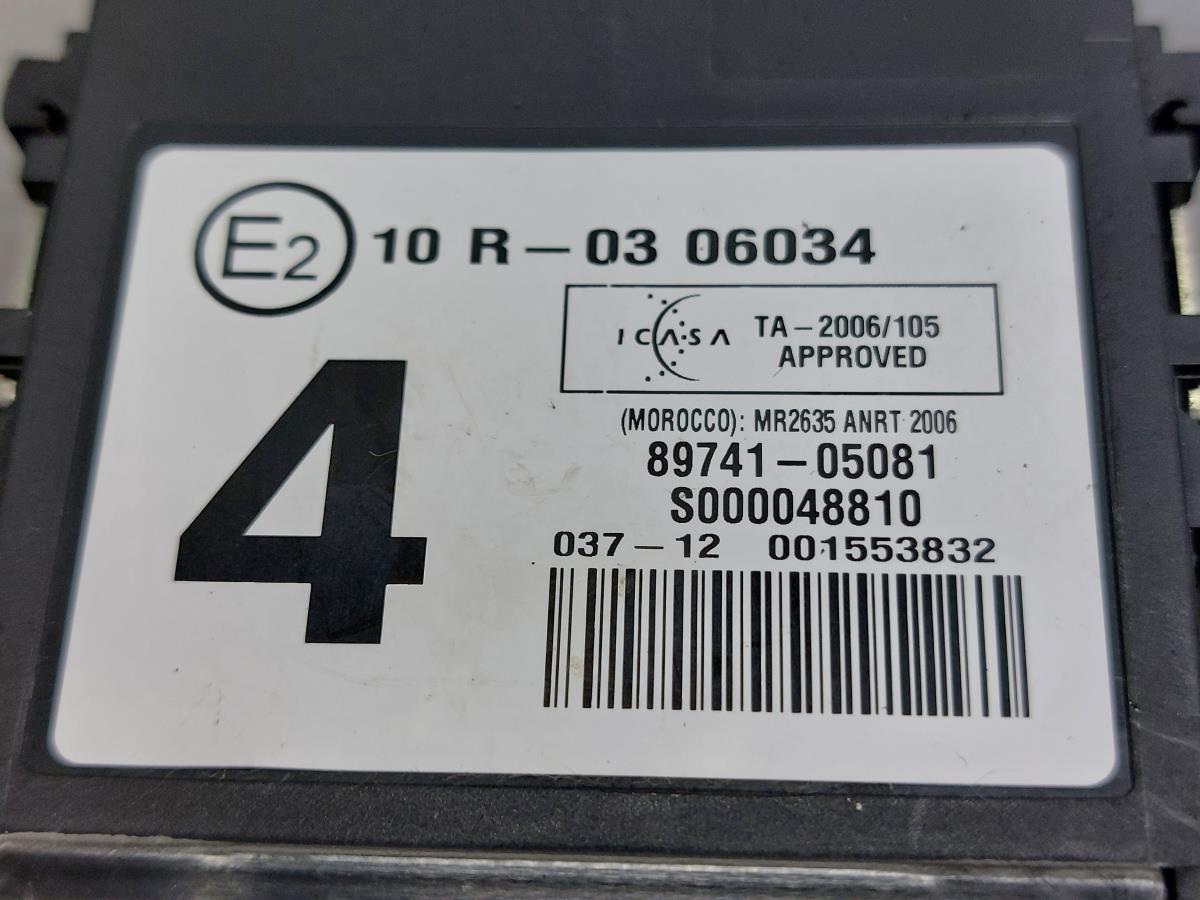 E2 10 R-03 06034
ICASA TA-2006/105
APPROVED
4
(MOROCCO): MR2635 ANRT 2006
89741-05081
S000048810
037-12 001553832